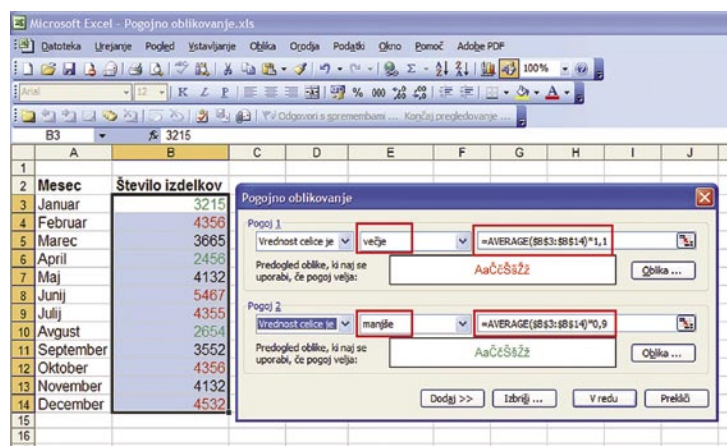 Microsoft Excel - Pogojno oblikovanje.xls
Datoteka Urejanje Pogled Vstavljanje Oblika Orodja Podatki Okno Pomoč Adobe PDF
100%
Arial 12 K L P % 000
Odgovori s spremembami ... Končaj pregledovanje ...
B3 fx 3215
A B C D E F G H I J
1
2 Mesec Število izdelkov
3 Januar 3215
4 Februar 4356
5 Marec 3665
6 April 2456
7 Maj 4132
8 Junij 5467
9 Julij 4355
10 Avgust 2654
11 September 3552
12 Oktober 4356
13 November 4132
14 December 4532
15
16
Pogojno oblikovanje
Pogoj 1
Vrednost celice je večje =AVERAGE($B$3:$B$14)*1,1
Predogled oblike, ki naj se
uporabi, če pogoj velja:
AaČčŠšŽž
Oblika ...
Pogoj 2
Vrednost celice je manjše =AVERAGE($B$3:$B$14)*0,9
Predogled oblike, ki naj se
uporabi, če pogoj velja:
AaČčŠšŽž
Oblika ...
Dodaj >> Izbriši ... V redu Prekliči